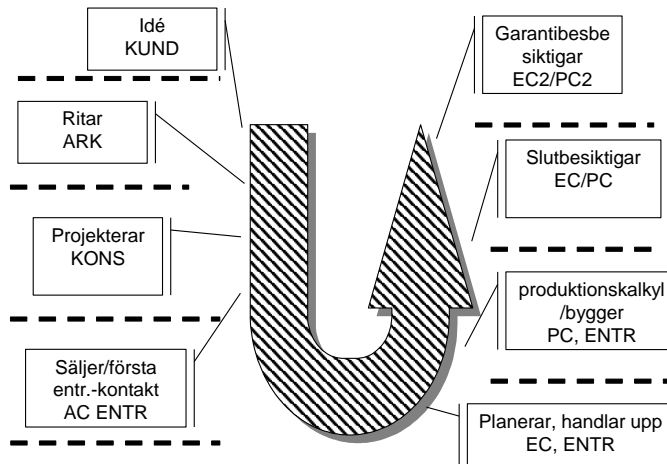 Idé
KUND
Ritar
ARK
Projekterar
KONS
Säljer/första
entr.-kontakt
AC ENTR
Garantibesbe
siktigar
EC2/PC2
Slutbesiktigar
EC/PC
produktionskalkyl
/bygger
PC, ENTR
Planerar, handlar upp
EC, ENTR